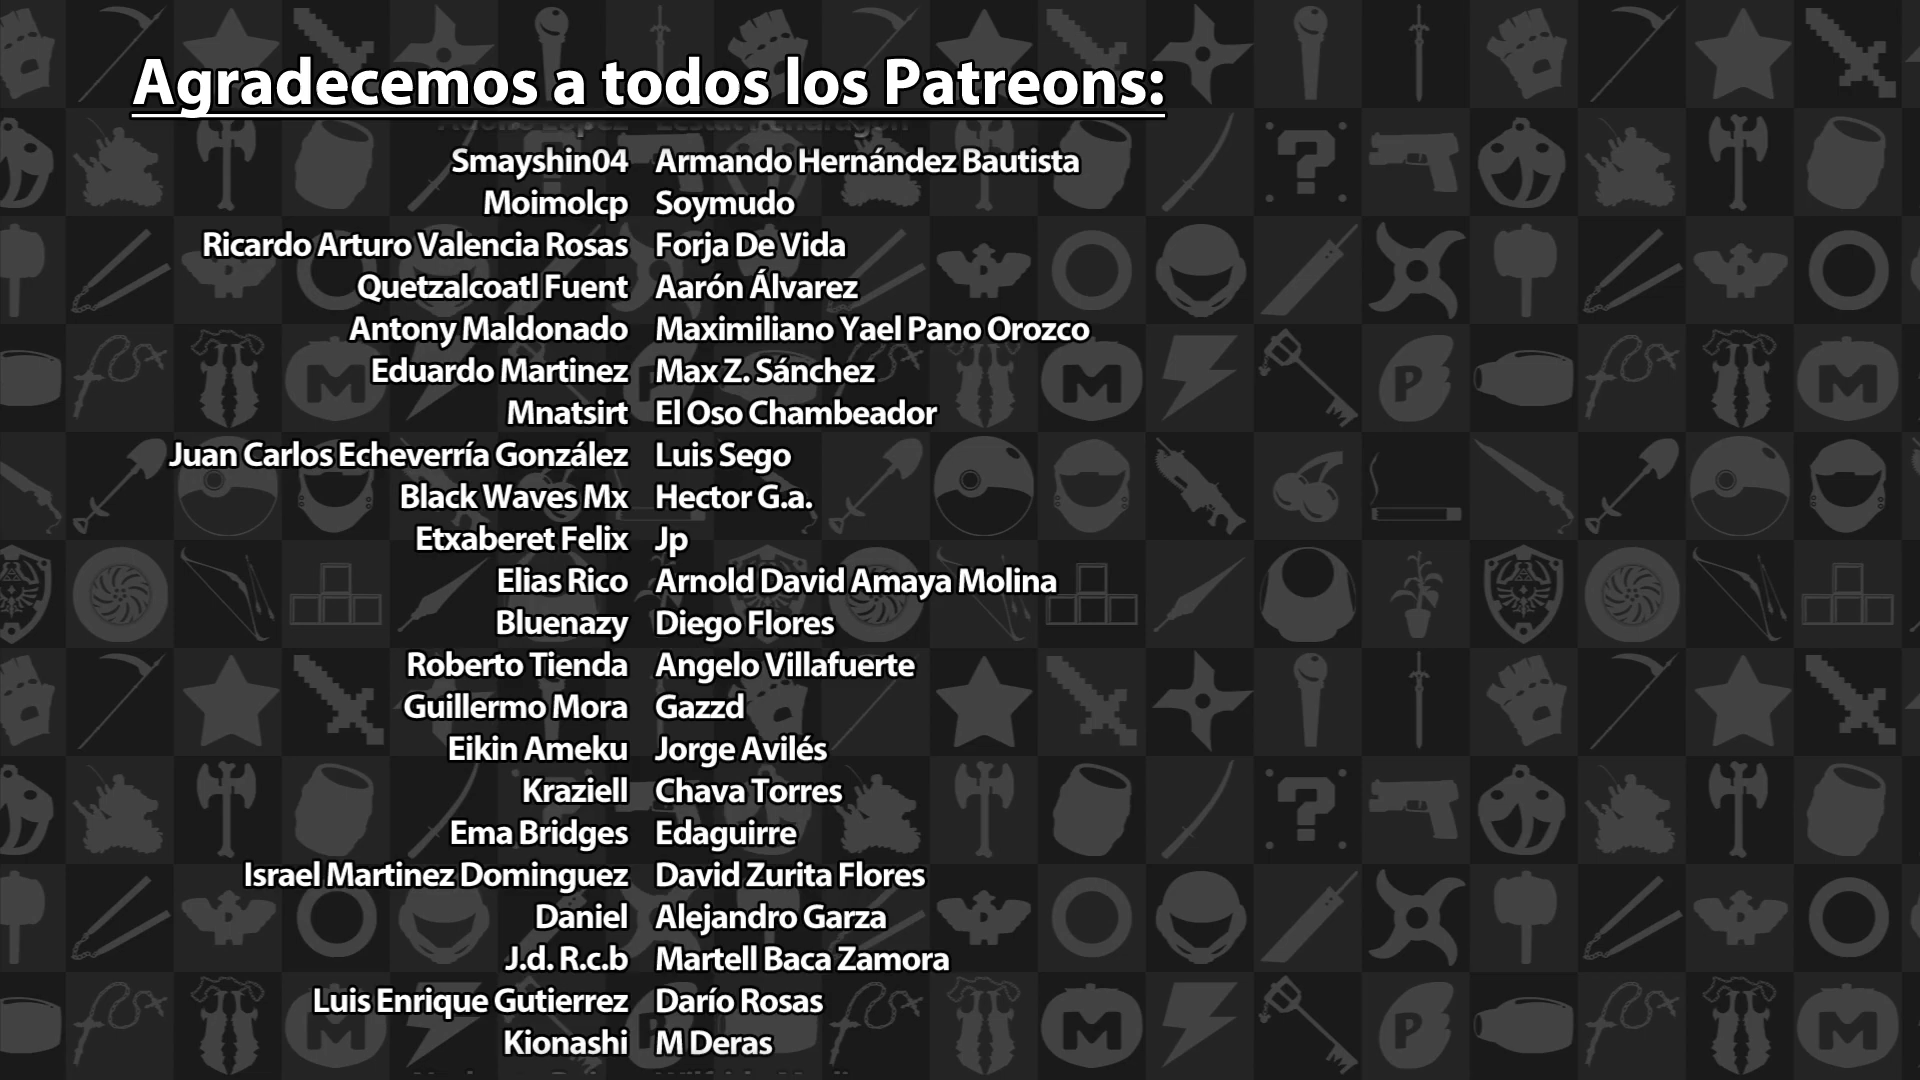 Agradecemos a todos los Patreons:
Smayshin04 Armando Hernández Bautista
Moimolcp Soymudo
Ricardo Arturo Valencia Rosas Forja De Vida
Quetzalcoatl Fuent Aarón Álvarez
Antony Maldonado Maximiliano Yael Pano Orozco
Eduardo Martinez Max Z. Sánchez
Mnatsirt El Oso Chambeador
Juan Carlos Echeverría González Luis Sego
Black Waves Mx Hector G.a.
Etxaberet Felix Jp
Elias Rico Arnold David Amaya Molina
Bluenazy Diego Flores
Roberto Tienda Angelo Villafuerte
Guillermo Mora Gazzd
Eikin Ameku Jorge Avilés
Kraziell Chava Torres
Ema Bridges Edaguirre
Israel Martinez Dominguez David Zurita Flores
Daniel Alejandro Garza
J.d. R.c.b Martell Baca Zamora
Luis Enrique Gutierrez Darío Rosas
Kionashi M Deras